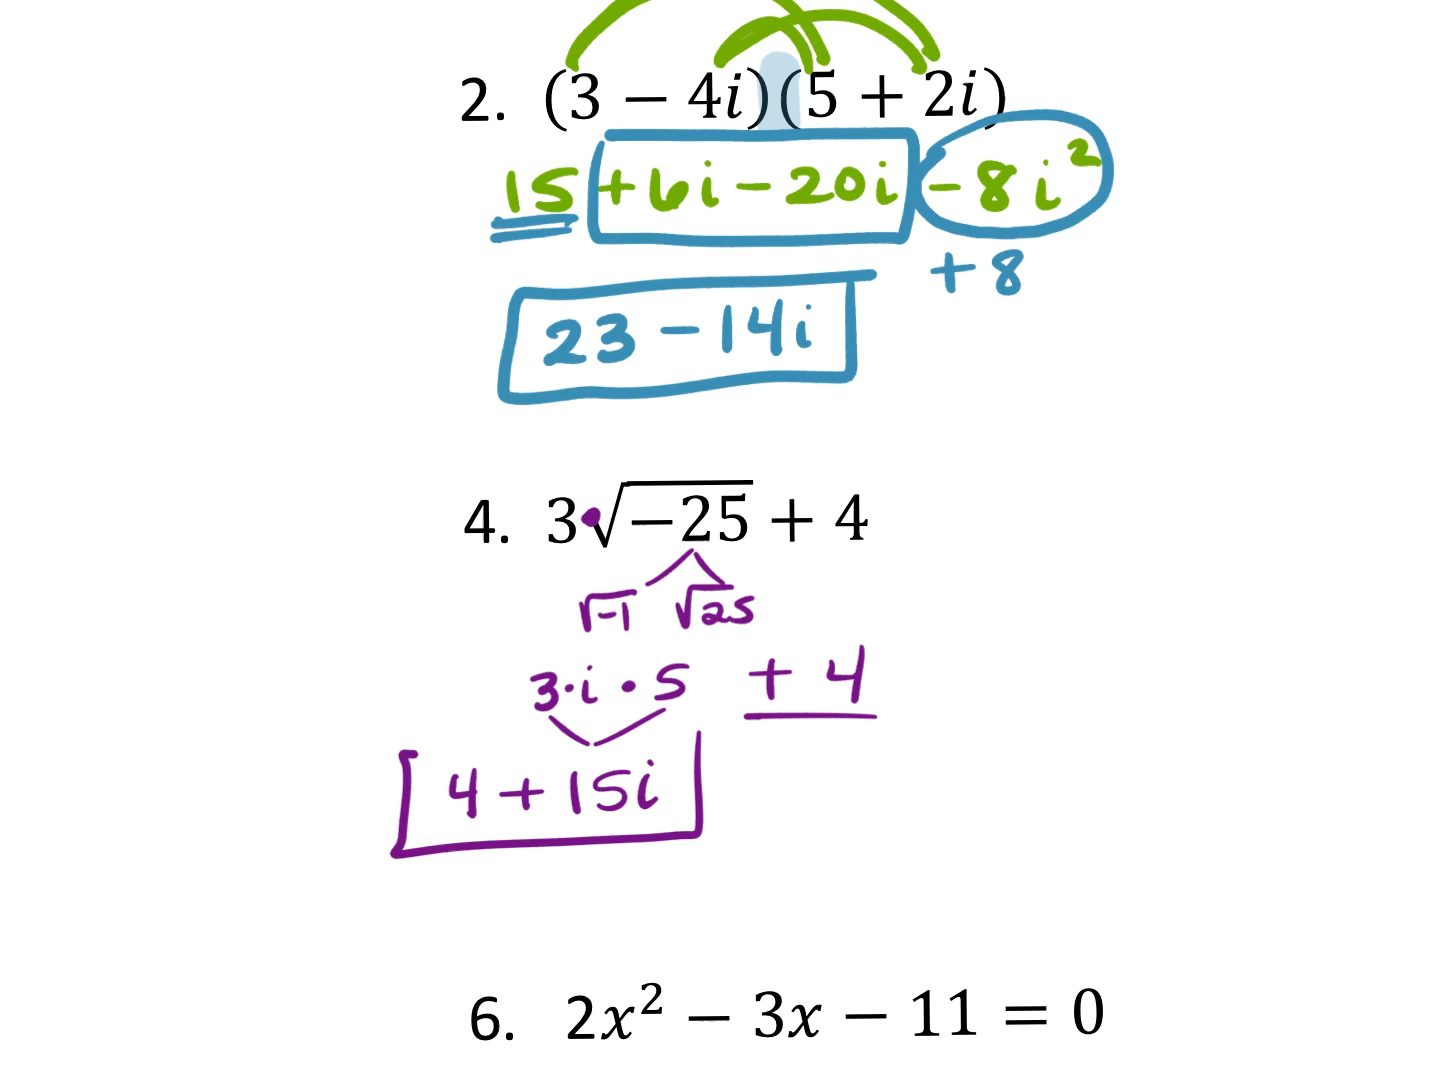 2. (3 − 4i)(5 + 2i)
15 +6i − 20i − 8i²
+ 8
23 − 14i
4. 3•√−25 + 4
√−1 √25
3·i·5 + 4
4 + 15i
6. 2x² − 3x − 11 = 0